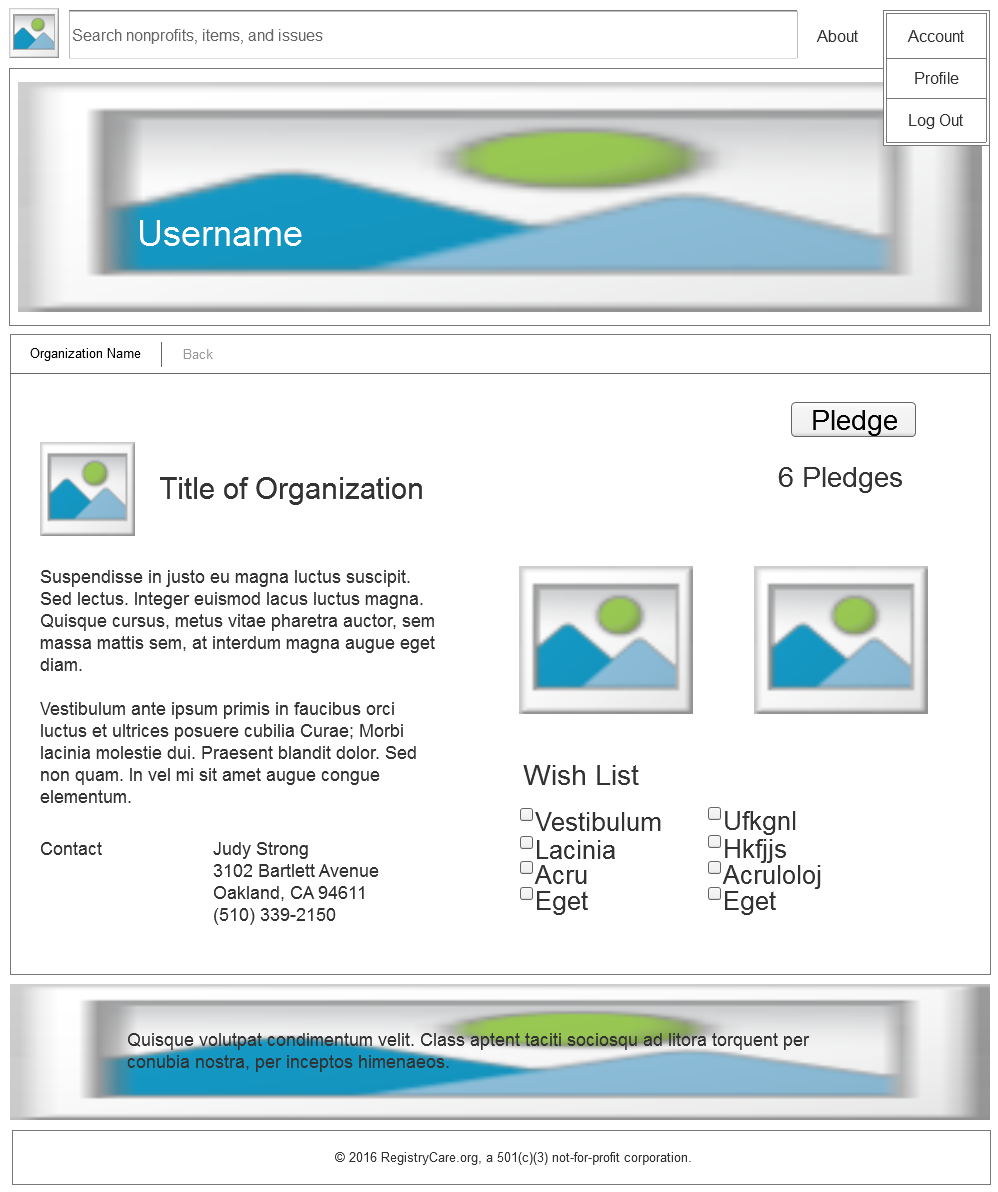 Search nonprofits, items, and issues
About
Account
Profile
Log Out
Username
Organization Name
Back
Pledge
6 Pledges
Title of Organization
Suspendisse in justo eu magna luctus suscipit.
Sed lectus. Integer euismod lacus luctus magna.
Quisque cursus, metus vitae pharetra auctor, sem
massa mattis sem, at interdum magna augue eget
diam.
Vestibulum ante ipsum primis in faucibus orci
luctus et ultrices posuere cubilia Curae; Morbi
lacinia molestie dui. Praesent blandit dolor. Sed
non quam. In vel mi sit amet augue congue
elementum.
Contact
Judy Strong
3102 Bartlett Avenue
Oakland, CA 94611
(510) 339-2150
Wish List
Vestibulum
Lacinia
Acru
Eget
Ufkgnl
Hkfjjs
Acruloloj
Eget
Quisque volutpat condimentum velit. Class aptent taciti sociosqu ad litora torquent per
conubia nostra, per inceptos himenaeos.
© 2016 RegistryCare.org, a 501(c)(3) not-for-profit corporation.